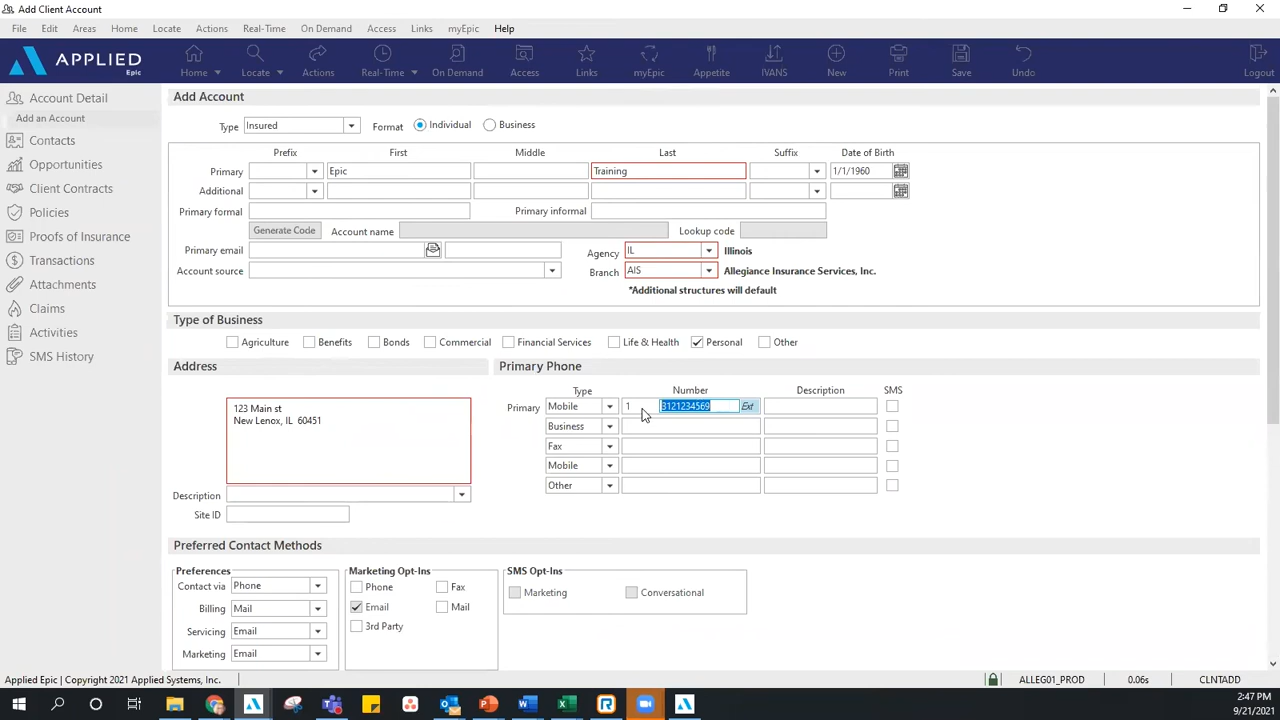 Add Client Account
File Edit Areas Home Locate Actions Real-Time On Demand Access Links myEpic Help
APPLIED
Epic
Home Locate Actions Real-Time On Demand Access Links myEpic Appetite IVANS New Print Save Undo Logout
Account Detail
Add an Account
Contacts
Opportunities
Client Contracts
Policies
Proofs of Insurance
Transactions
Attachments
Claims
Activities
SMS History
Add Account
Type Insured Format Individual Business
Prefix First Middle Last Suffix Date of Birth
Primary Epic Training 1/1/1960
Additional
Primary formal Primary informal
Generate Code Account name Lookup code
Primary email Agency IL Illinois
Account source Branch AIS Allegiance Insurance Services, Inc.
*Additional structures will default
Type of Business
Agriculture Benefits Bonds Commercial Financial Services Life & Health Personal Other
Address
123 Main st
New Lenox, IL 60451
Description
Site ID
Primary Phone
Type Number Description SMS
Primary Mobile 1 3121234569 Ext
Business
Fax
Mobile
Other
Preferred Contact Methods
Preferences
Contact via Phone
Billing Mail
Servicing Email
Marketing Email
Marketing Opt-Ins
Phone Fax
Email Mail
3rd Party
SMS Opt-Ins
Marketing Conversational
Applied Epic | Copyright 2021 Applied Systems, Inc. ALLEG01_PROD 0.06s CLNTADD
2:47 PM
9/21/2021